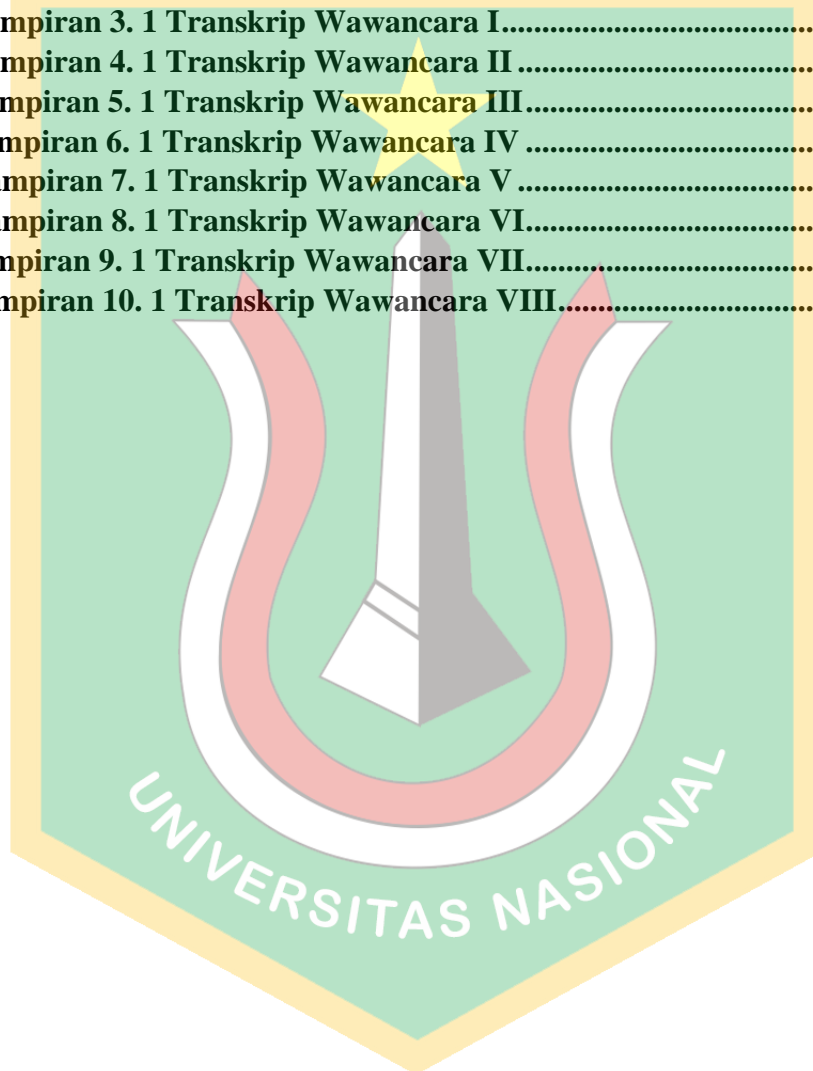 mpiran 3. 1 Transkrip Wawancara I..................................
mpiran 4. 1 Transkrip Wawancara II................................
mpiran 5. 1 Transkrip Wawancara III...............................
mpiran 6. 1 Transkrip Wawancara IV...............................
ampiran 7. 1 Transkrip Wawancara V................................
mpiran 8. 1 Transkrip Wawancara VI...............................
mpiran 9. 1 Transkrip Wawancara VII...............................
mpiran 10. 1 Transkrip Wawancara VIII...........................
UNIVERSITAS NASIONAL